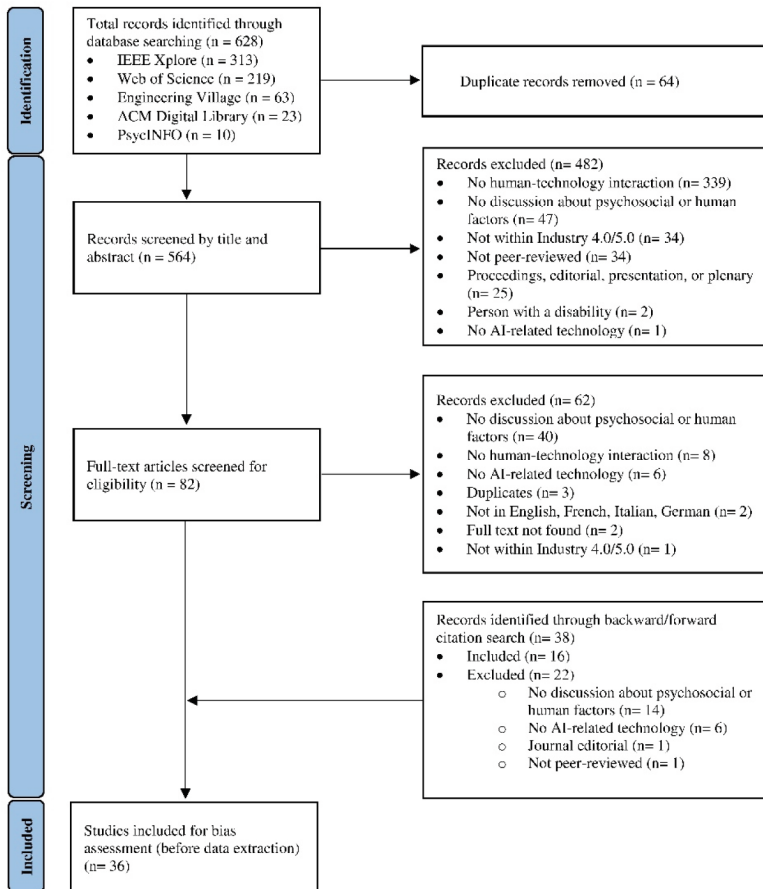 Identification
Total records identified through
database searching (n = 628)
• IEEE Xplore (n = 313)
• Web of Science (n = 219)
• Engineering Village (n = 63)
• ACM Digital Library (n = 23)
• PsycINFO (n = 10)
Duplicate records removed (n = 64)
Screening
Records screened by title and
abstract (n = 564)
Records excluded (n= 482)
• No human-technology interaction (n= 339)
• No discussion about psychosocial or human
factors (n= 47)
• Not within Industry 4.0/5.0 (n= 34)
• Not peer-reviewed (n= 34)
• Proceedings, editorial, presentation, or plenary
(n= 25)
• Person with a disability (n= 2)
• No AI-related technology (n= 1)
Full-text articles screened for
eligibility (n = 82)
Records excluded (n= 62)
• No discussion about psychosocial or human
factors (n= 40)
• No human-technology interaction (n= 8)
• No AI-related technology (n= 6)
• Duplicates (n= 3)
• Not in English, French, Italian, German (n= 2)
• Full text not found (n= 2)
• Not within Industry 4.0/5.0 (n= 1)
Records identified through backward/forward
citation search (n= 38)
• Included (n= 16)
• Excluded (n= 22)
o No discussion about psychosocial or
human factors (n= 14)
o No AI-related technology (n= 6)
o Journal editorial (n= 1)
o Not peer-reviewed (n= 1)
Included
Studies included for bias
assessment (before data extraction)
(n= 36)